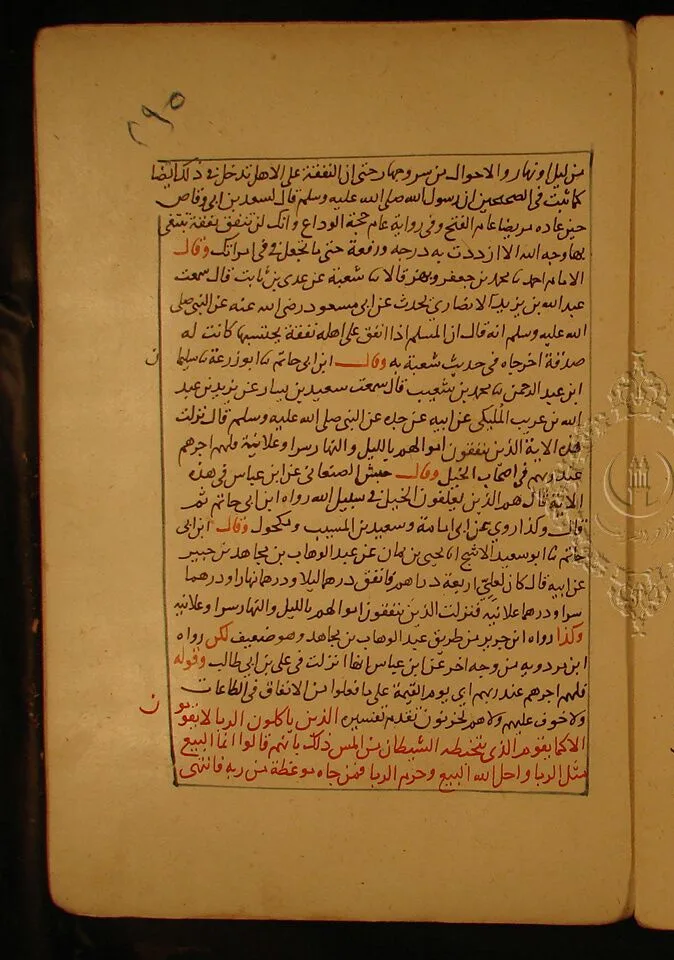 ٢٩٥
من ليل او نهار والاحوال من سر وجهار حتى ان النفقة على الاهل تدخل في ذلك ايضا
كما ثبت في الصحيحين ان رسول الله صلى الله عليه وسلم قال لسعد بن ابي وقاص
حين عاده مريضا عام الفتح وفي رواية عام حجة الوداع وانك لن تنفق نفقة تبتغي
بها وجه الله الا ازددت به درجه ورفعة حتى ما تجعل في في امراتك وقال
الامام احمد ثنا محمد بن جعفر وبهز قالا ثنا شعبة عن عدي بن ثابت قال سمعت
عبد الله بن يزيد الانصاري يحدث عن ابي مسعود رضى الله عنه عن النبي صلى
الله عليه وسلم انه قال ان المسلم اذا انفق على اهله نفقة يحتسبها كانت له
صدقة اخرجاه في حديث شعبة به وقال ابن ابي حاتم ثنا ابو زرعة ثنا سليمان
ابن عبد الرحمن ثنا محمد بن شعيب قال سمعت سعيد بن يسار عن يزيد بن عبد
الله بن عريب المليكي عن ابيه عن جده عن النبي صلى الله عليه وسلم قال نزلت
هذه الاية الذين ينفقون اموالهم بالليل والنهار سرا وعلانية فلهم اجرهم
عند ربهم في اصحاب الخيل وقال حبش الصنعاني عن ابن عباس في هذه
الاية قال هم الذين يعلفون الخيل في سبيل الله رواه ابن ابي حاتم ثم
قال وكذا روي عن ابي امامة وسعيد بن المسيب ومكحول وقال ابن ابي
حاتم ثنا ابو سعيد الاشج انا يحيى بن يمان عن عبد الوهاب بن مجاهد بن جبير
عن ابيه قال كان لعلي اربعة دراهم فانفق درهما ليلا ودرهما نهارا ودرهما
سرا ودرهما علانيه فنزلت الذين ينفقون اموالهم بالليل والنهار سرا وعلانيه
وكذا رواه ابن جرير من طريق عبد الوهاب بن مجاهد وهو ضعيف لكن رواه
ابن مردويه من وجه اخر عن ابن عباس انها انزلت في على بن ابي طالب وقوله
فلهم اجرهم عند ربهم اى يوم القيمة على ما فعلوا من الانفاق في الطاعات
ولا خوف عليهم ولا هم يحزنون تقدم تفسيره الذين ياكلون الربا لا يقومون
الا كما يقوم الذي يتخبطه الشيطان من المس ذلك بانهم قالوا انما البيع
مثل الربا واحل الله البيع وحرم الربا فمن جاه موعظة من ربه فانتهى